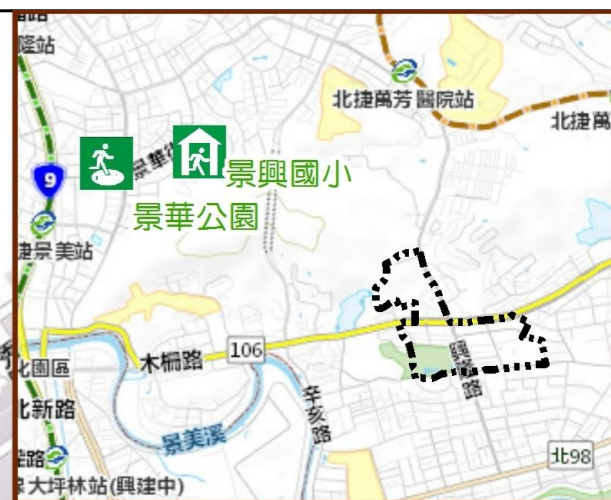 隆站
北捷萬芳醫院站
北捷萬
景華街
9
景興國小
景華公園
捷景美站
木柵路
106
辛亥路
興隆路
北園區
北新路
景美溪
北98
大坪林站(興建中)